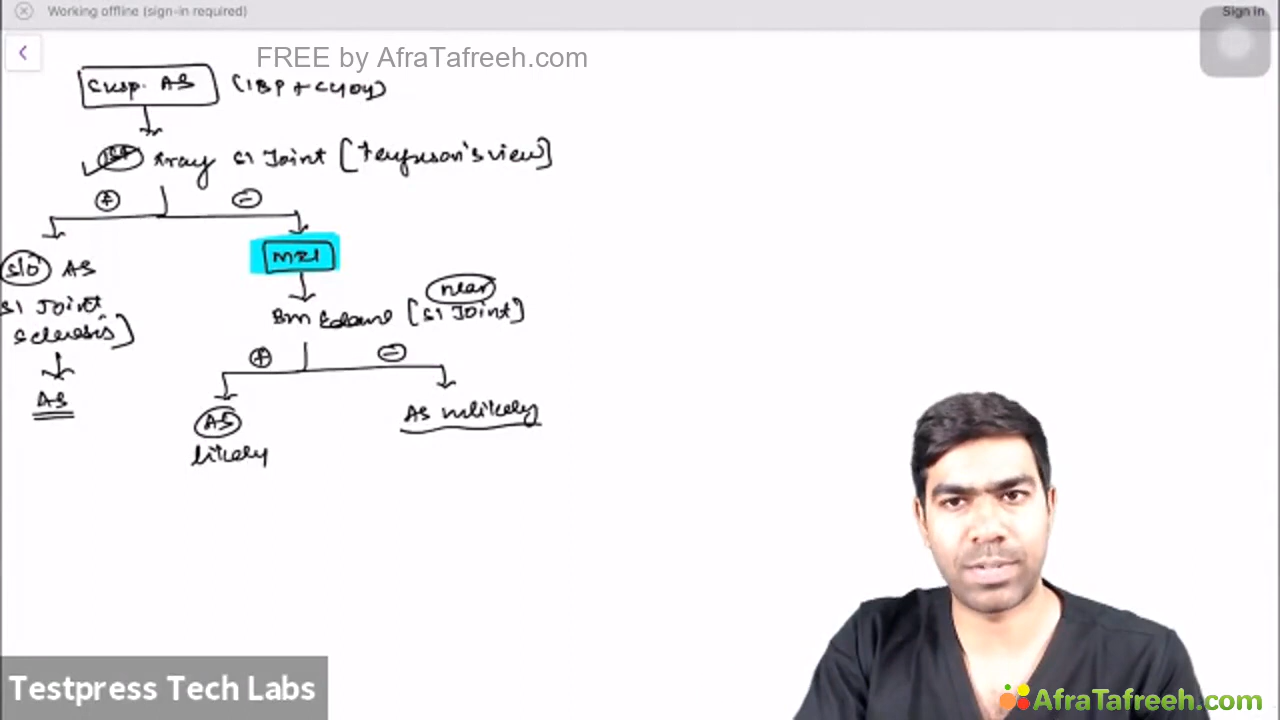 Working offline (sign-in required)
Sign in
FREE by AfraTafreeh.com
Susp. AS (IBP + <40y)
1st xray SI Joint [Ferguson's view]
+ -
S/O AS MRI
SI Joint sclerosis] near
BM Edema [SI Joint]
+ -
AS
AS likely
AS unlikely
Testpress Tech Labs
AfraTafreeh.com